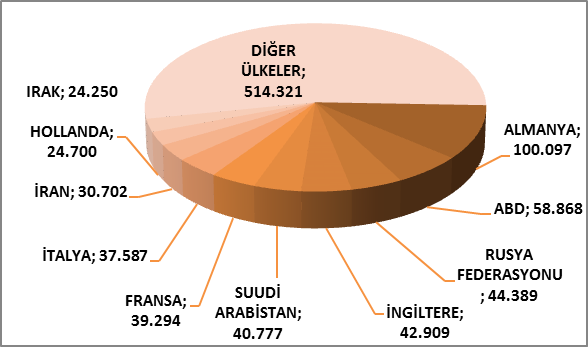 DİĞER
ÜLKELER;
514.321
ALMANYA;
100.097
ABD; 58.868
RUSYA
FEDERASYONU
; 44.389
İNGİLTERE;
42.909
SUUDİ
ARABİSTAN;
40.777
FRANSA;
39.294
İTALYA; 37.587
İRAN; 30.702
HOLLANDA;
24.700
IRAK; 24.250